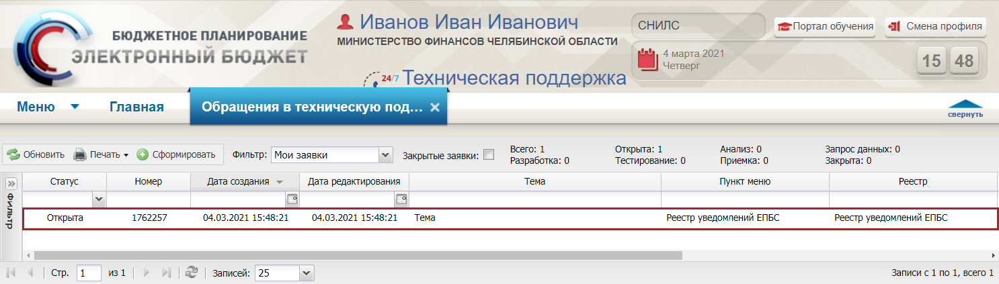 БЮДЖЕТНОЕ ПЛАНИРОВАНИЕ
ЭЛЕКТРОННЫЙ БЮДЖЕТ
Иванов Иван Иванович
МИНИСТЕРСТВО ФИНАНСОВ ЧЕЛЯБИНСКОЙ ОБЛАСТИ
24/7 Техническая поддержка
СНИЛС
Портал обучения
Смена профиля
4 марта 2021
Четверг
15 48
Меню Главная Обращения в техническую под...
свернуть
Обновить Печать Сформировать Фильтр: Мои заявки Закрытые заявки:
Всего: 1 Открыта: 1 Анализ: 0 Запрос данных: 0
Разработка: 0 Тестирование: 0 Приемка: 0 Закрыта: 0
Фильтр
Статус Номер Дата создания Дата редактирования Тема Пункт меню Реестр
Открыта 1762257 04.03.2021 15:48:21 04.03.2021 15:48:21 Тема Реестр уведомлений ЕПБС Реестр уведомлений ЕПБС
Стр. 1 из 1 Записей: 25 Записи с 1 по 1, всего 1